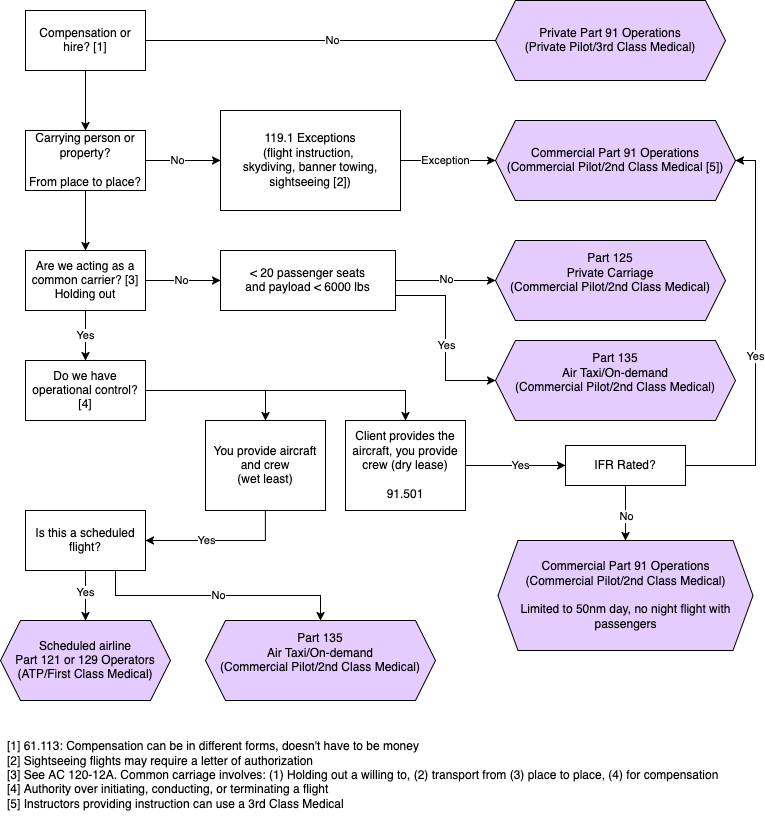 Compensation or
hire? [1]
No
Private Part 91 Operations
(Private Pilot/3rd Class Medical)
Carrying person or
property?
From place to place?
No
119.1 Exceptions
(flight instruction,
skydiving, banner towing,
sightseeing [2])
Exception
Commercial Part 91 Operations
(Commercial Pilot/2nd Class Medical [5])
Are we acting as a
common carrier? [3]
Holding out
No
< 20 passenger seats
and payload < 6000 lbs
No
Part 125
Private Carriage
(Commercial Pilot/2nd Class Medical)
Yes
Yes
Yes
Part 135
Air Taxi/On-demand
(Commercial Pilot/2nd Class Medical)
Do we have
operational control?
[4]
You provide aircraft
and crew
(wet least)
Client provides the
aircraft, you provide
crew (dry lease)
91.501
Yes
IFR Rated?
No
Is this a scheduled
flight?
Yes
Commercial Part 91 Operations
(Commercial Pilot/2nd Class Medical)
Limited to 50nm day, no night flight with
passengers
Yes
No
Scheduled airline
Part 121 or 129 Operators
(ATP/First Class Medical)
Part 135
Air Taxi/On-demand
(Commercial Pilot/2nd Class Medical)
[1] 61.113: Compensation can be in different forms, doesn't have to be money
[2] Sightseeing flights may require a letter of authorization
[3] See AC 120-12A. Common carriage involves: (1) Holding out a willing to, (2) transport from (3) place to place, (4) for compensation
[4] Authority over initiating, conducting, or terminating a flight
[5] Instructors providing instruction can use a 3rd Class Medical